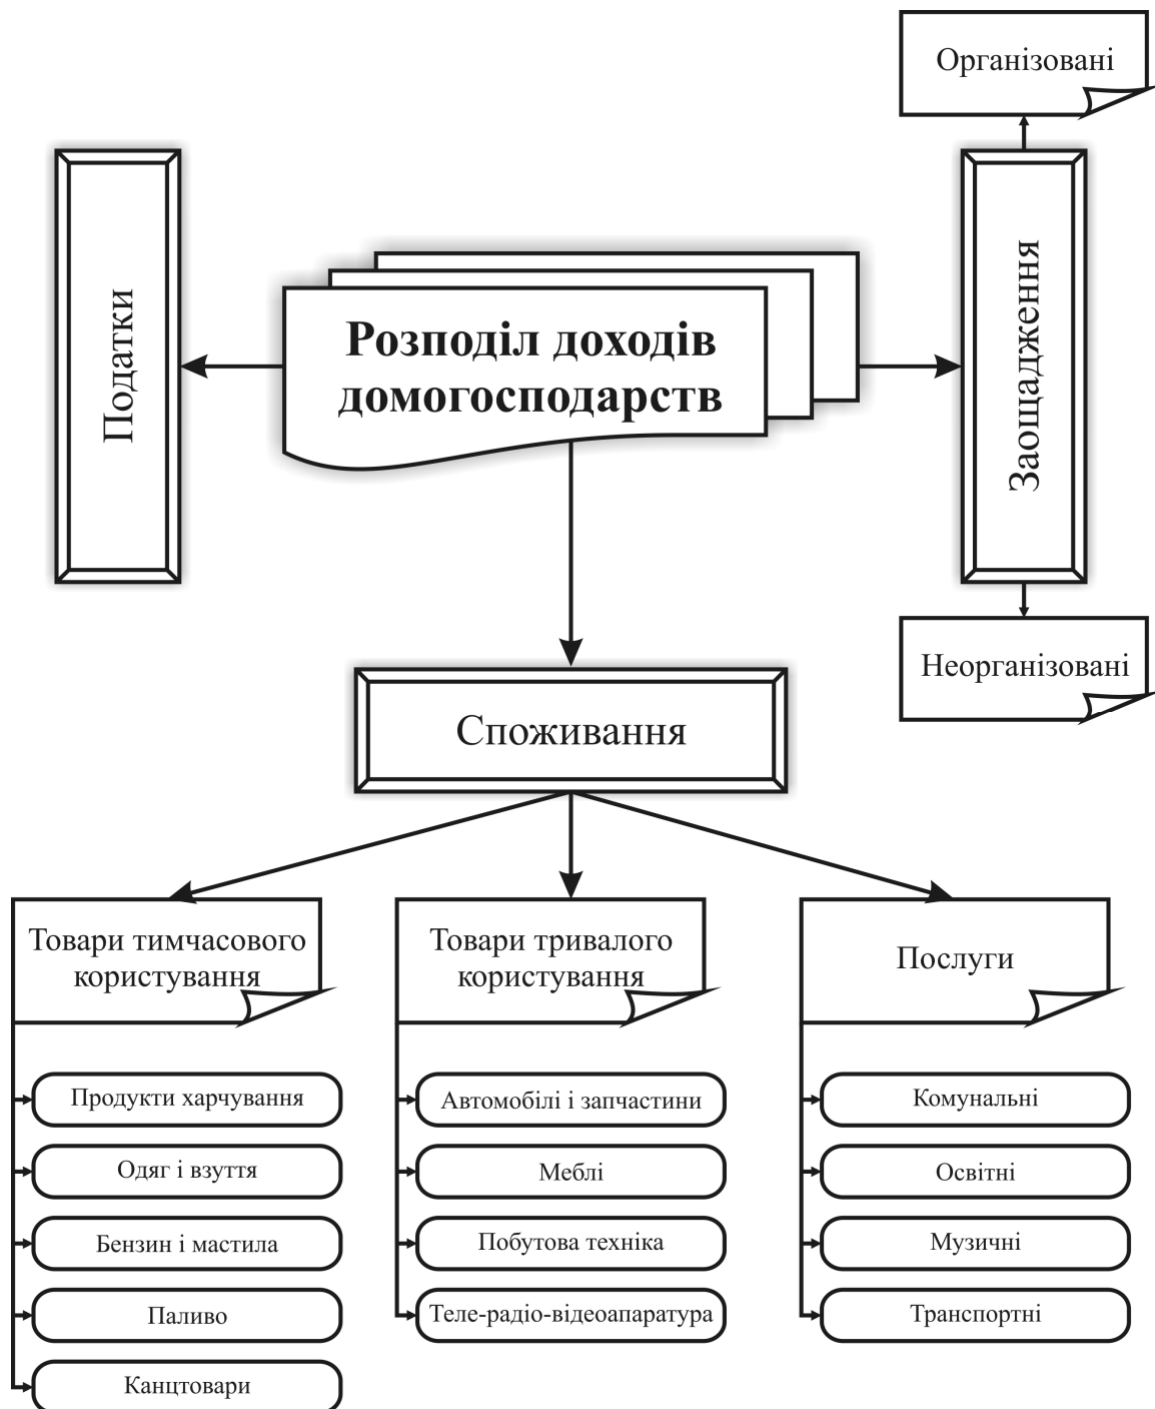 Організовані
Податки
Розподіл доходів
домогосподарств
Заощадження
Неорганізовані
Споживання
Товари тимчасового
користування
Продукти харчування
Одяг і взуття
Бензин і мастила
Паливо
Канцтовари
Товари тривалого
користування
Автомобілі і запчастини
Меблі
Побутова техніка
Теле-радіо-відеоапаратура
Послуги
Комунальні
Освітні
Музичні
Транспортні